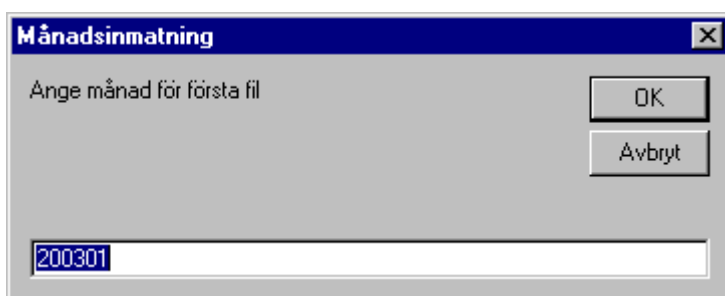 Månadsinmatning
Ange månad för första fil
OK
Avbryt
200301